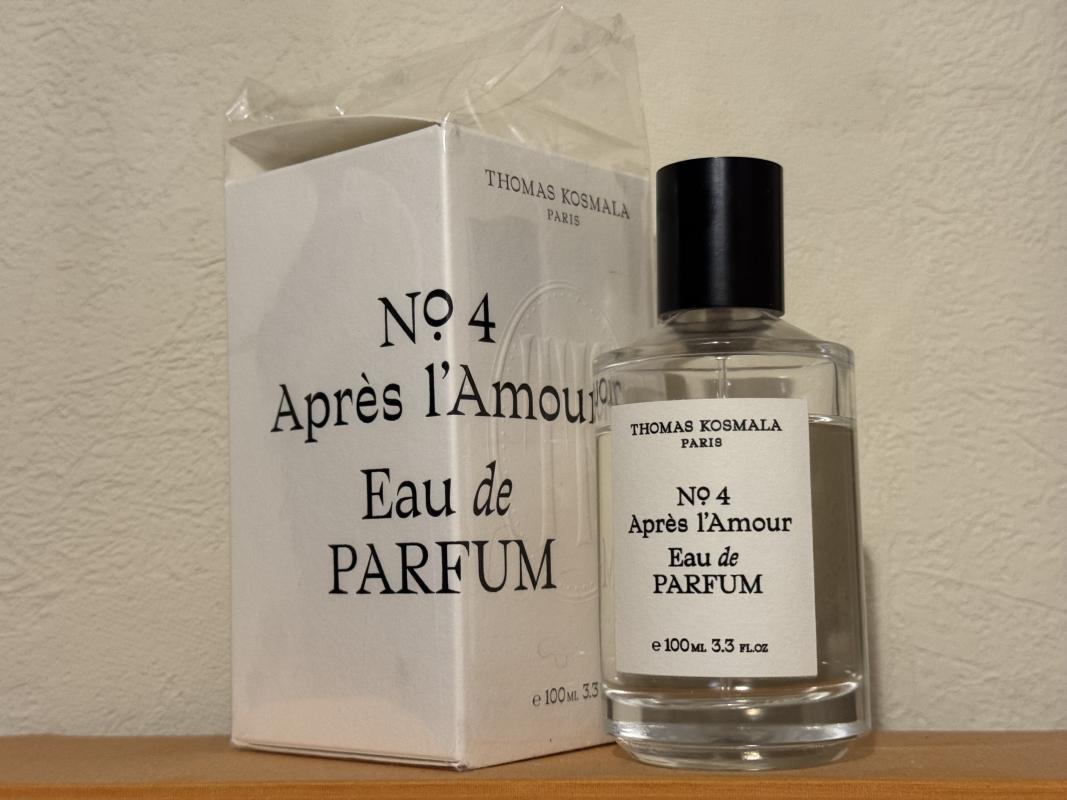 THOMAS KOSMALA
PARIS
Nº 4
Après l'Amour
Eau de
PARFUM
e 100ML 3.3
THOMAS KOSMALA
PARIS
Nº 4
Après l'Amour
Eau de
PARFUM
e 100ML 3.3 FL.OZ